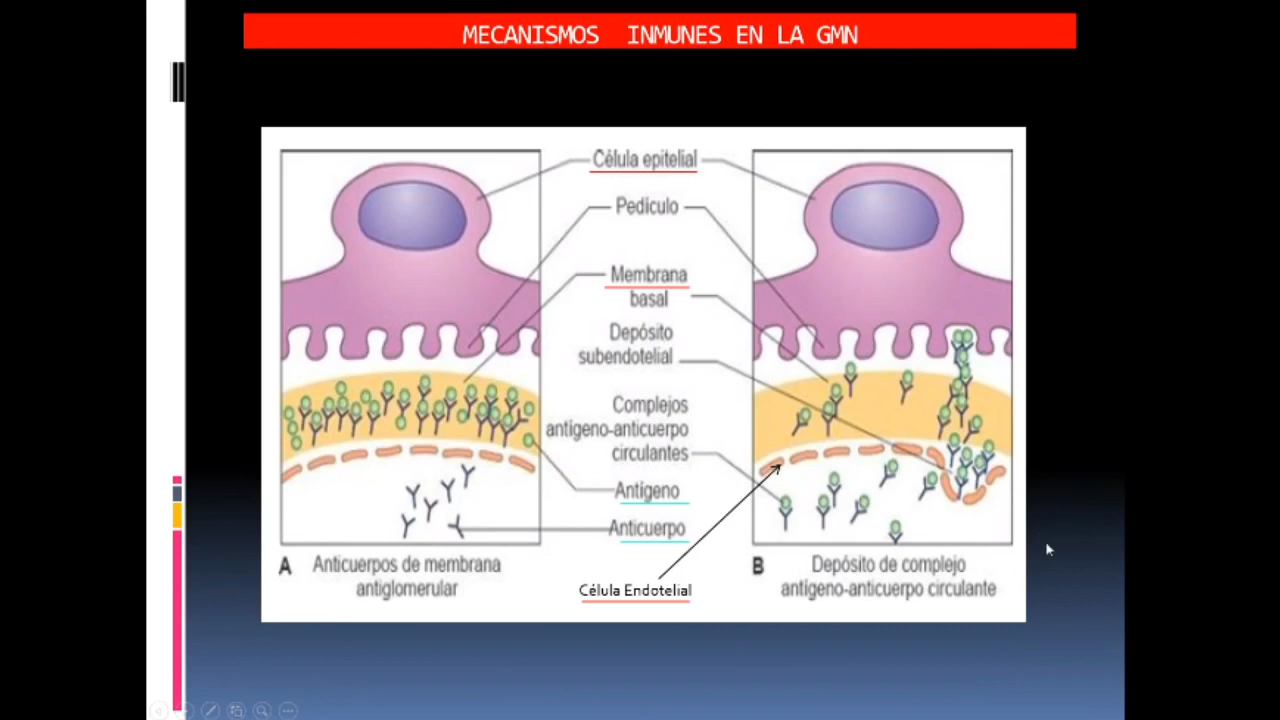 MECANISMOS INMUNES EN LA GMN
Célula epitelial
Pedículo
Membrana
basal
Depósito
subendotelial
Complejos
antígeno-anticuerpo
circulantes
Antígeno
Anticuerpo
Célula Endotelial
A Anticuerpos de membrana
antiglomerular
B Depósito de complejo
antígeno-anticuerpo circulante